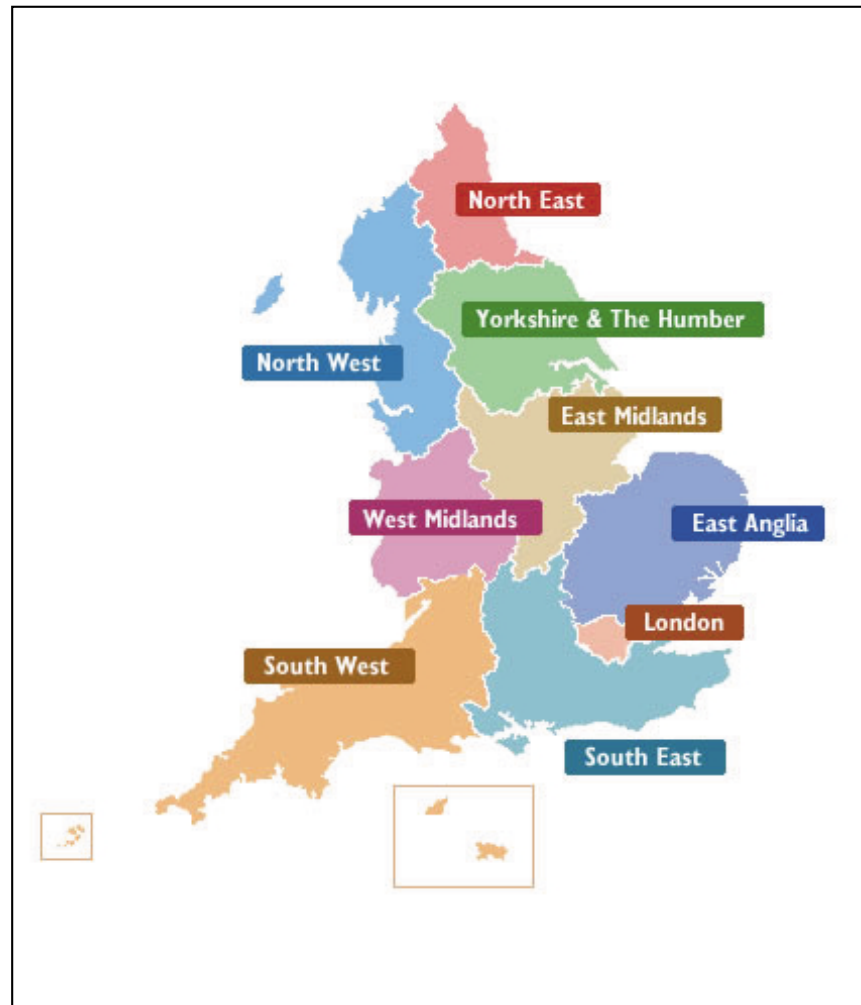 North East
Yorkshire & The Humber
North West
East Midlands
West Midlands
East Anglia
London
South West
South East